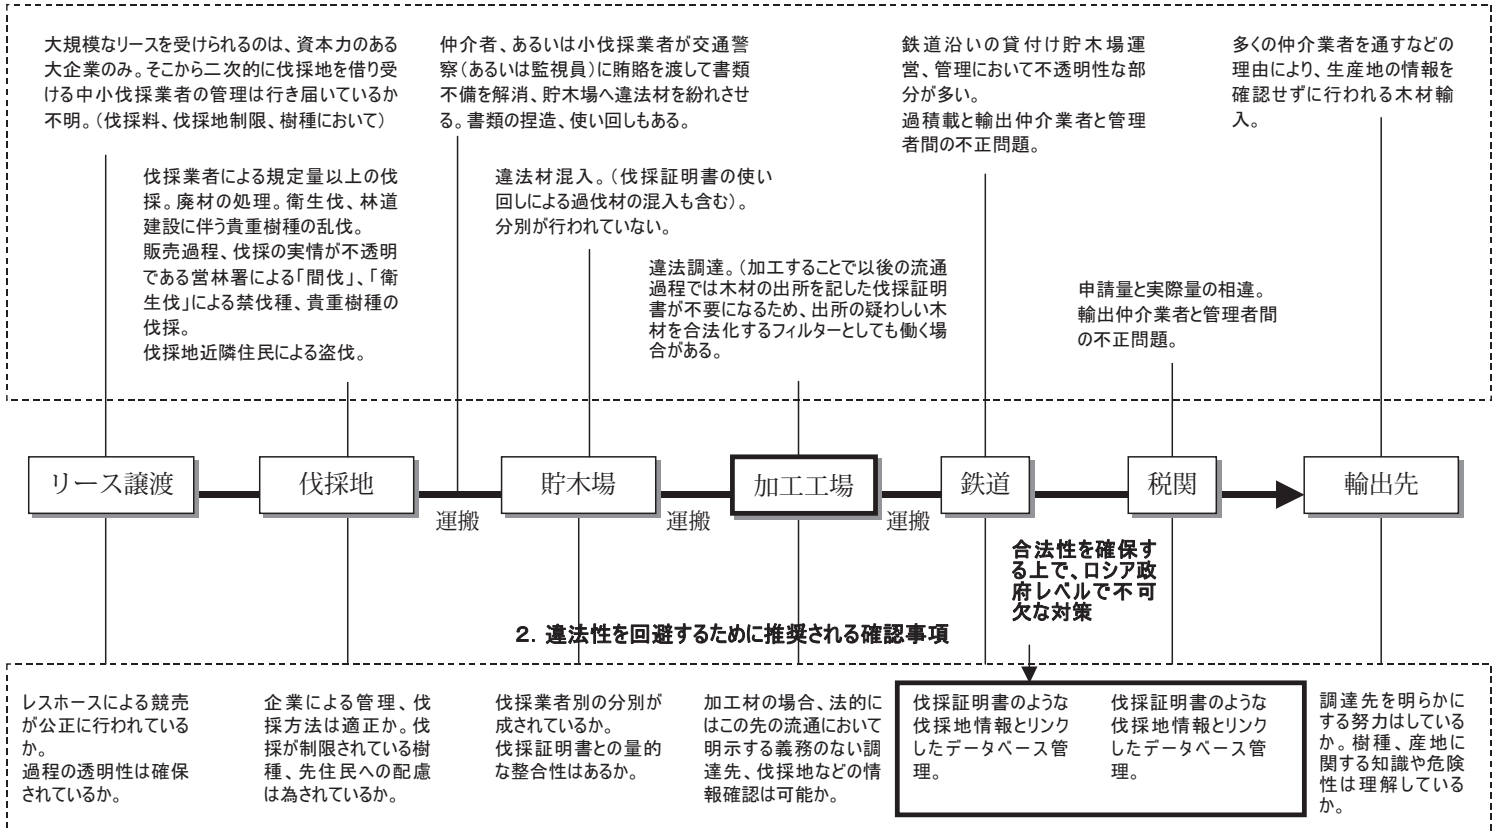 大規模なリースを受けられるのは、資本力のある
大企業のみ。そこから二次的に伐採地を借り受
ける中小伐採業者の管理は行き届いているか
不明。（伐採料、伐採地制限、樹種において）
仲介者、あるいは小伐採業者が交通警
察（あるいは監視員）に賄賂を渡して書類
不備を解消、貯木場へ違法材を紛れさせ
る。書類の捏造、使い回しもある。
鉄道沿いの貸付け貯木場運
営、管理において不透明性な部
分が多い。
過積載と輸出仲介業者と管理
者間の不正問題。
多くの仲介業者を通すなどの
理由により、生産地の情報を
確認せずに行われる木材輸
入。
伐採業者による規定量以上の伐
採。廃材の処理。衛生伐、林道
建設に伴う貴重樹種の乱伐。
販売過程、伐採の実情が不透明
である営林署による「間伐」、「衛
生伐」による禁伐種、貴重樹種の
伐採。
伐採地近隣住民による盗伐。
違法材混入。（伐採証明書の使い
回しによる過伐材の混入も含む）。
分別が行われていない。
違法調達。（加工することで以後の流通
過程では木材の出所を記した伐採証明
書が不要になるため、出所の疑わしい木
材を合法化するフィルターとしても働く場
合がある。
申請量と実際量の相違。
輸出仲介業者と管理者間
の不正問題。
リース譲渡
伐採地
運搬
貯木場
運搬
加工工場
運搬
鉄道
税関
輸出先
合法性を確保す
る上で、ロシア政
府レベルで不可
欠な対策
２．違法性を回避するために推奨される確認事項
レスホースによる競売
が公正に行われている
か。
過程の透明性は確保
されているか。
企業による管理、伐
採方法は適正か。伐
採が制限されている樹
種、先住民への配慮
は為されているか。
伐採業者別の分別が
成されているか。
伐採証明書との量的
な整合性はあるか。
加工材の場合、法的に
はこの先の流通において
明示する義務のない調
達先、伐採地などの情
報確認は可能か。
伐採証明書のような
伐採地情報とリンク
したデータベース管
理。
伐採証明書のような
伐採地情報とリンク
したデータベース管
理。
調達先を明らかに
する努力はしている
か。樹種、産地に
関する知識や危険
性は理解している
か。